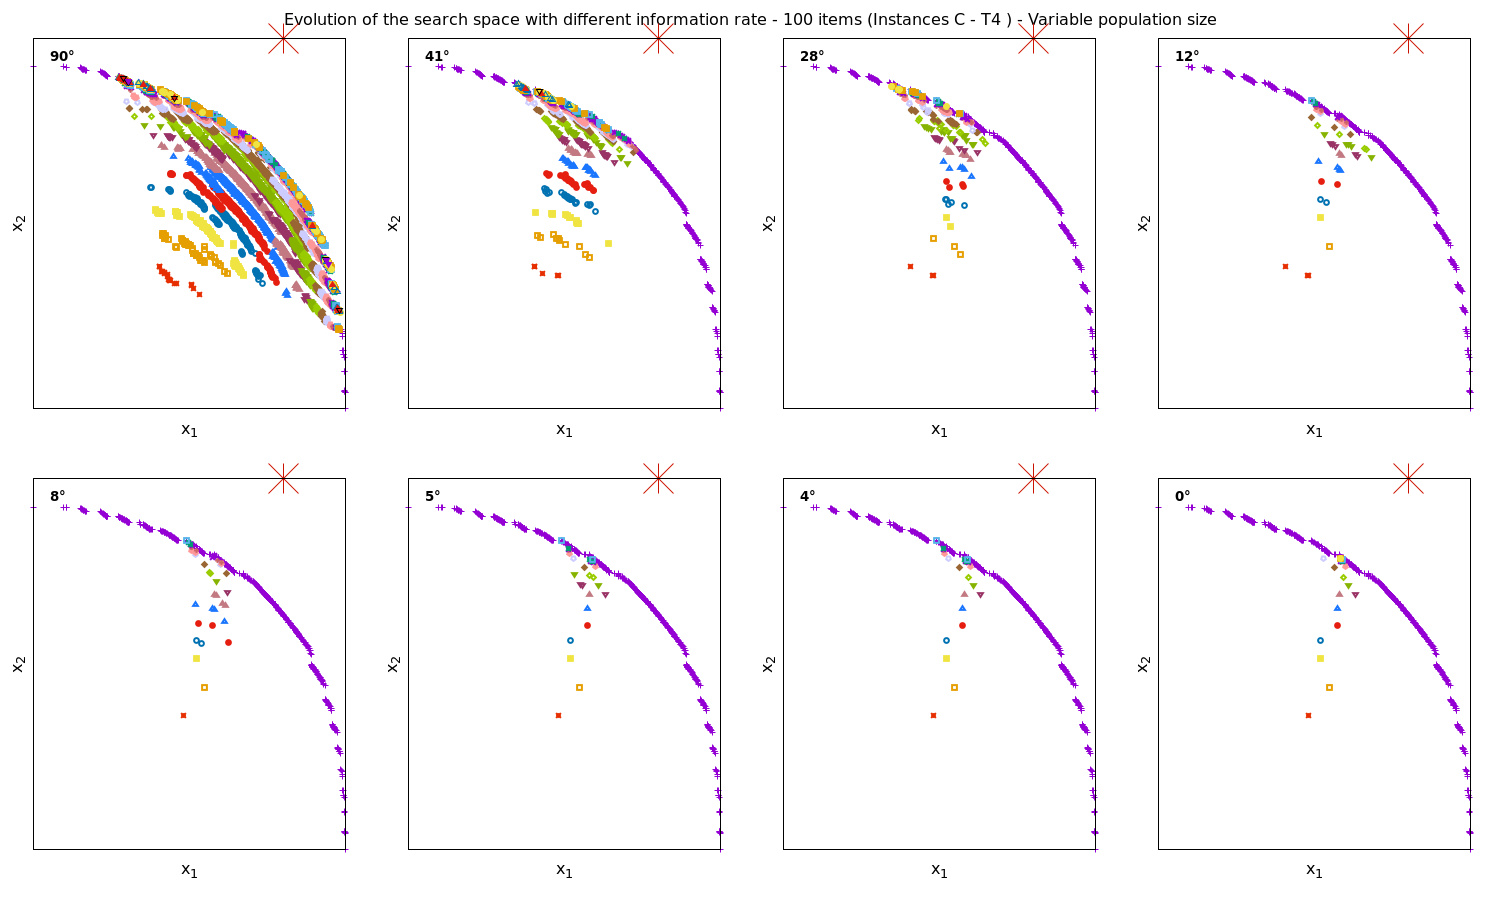 Evolution of the search space with different information rate - 100 items (Instances C - T4 ) - Variable population size
90°
41°
28°
12°
x₂
x₂
x₂
x₂
x₁
x₁
x₁
x₁
8°
5°
4°
0°
x₂
x₂
x₂
x₂
x₁
x₁
x₁
x₁